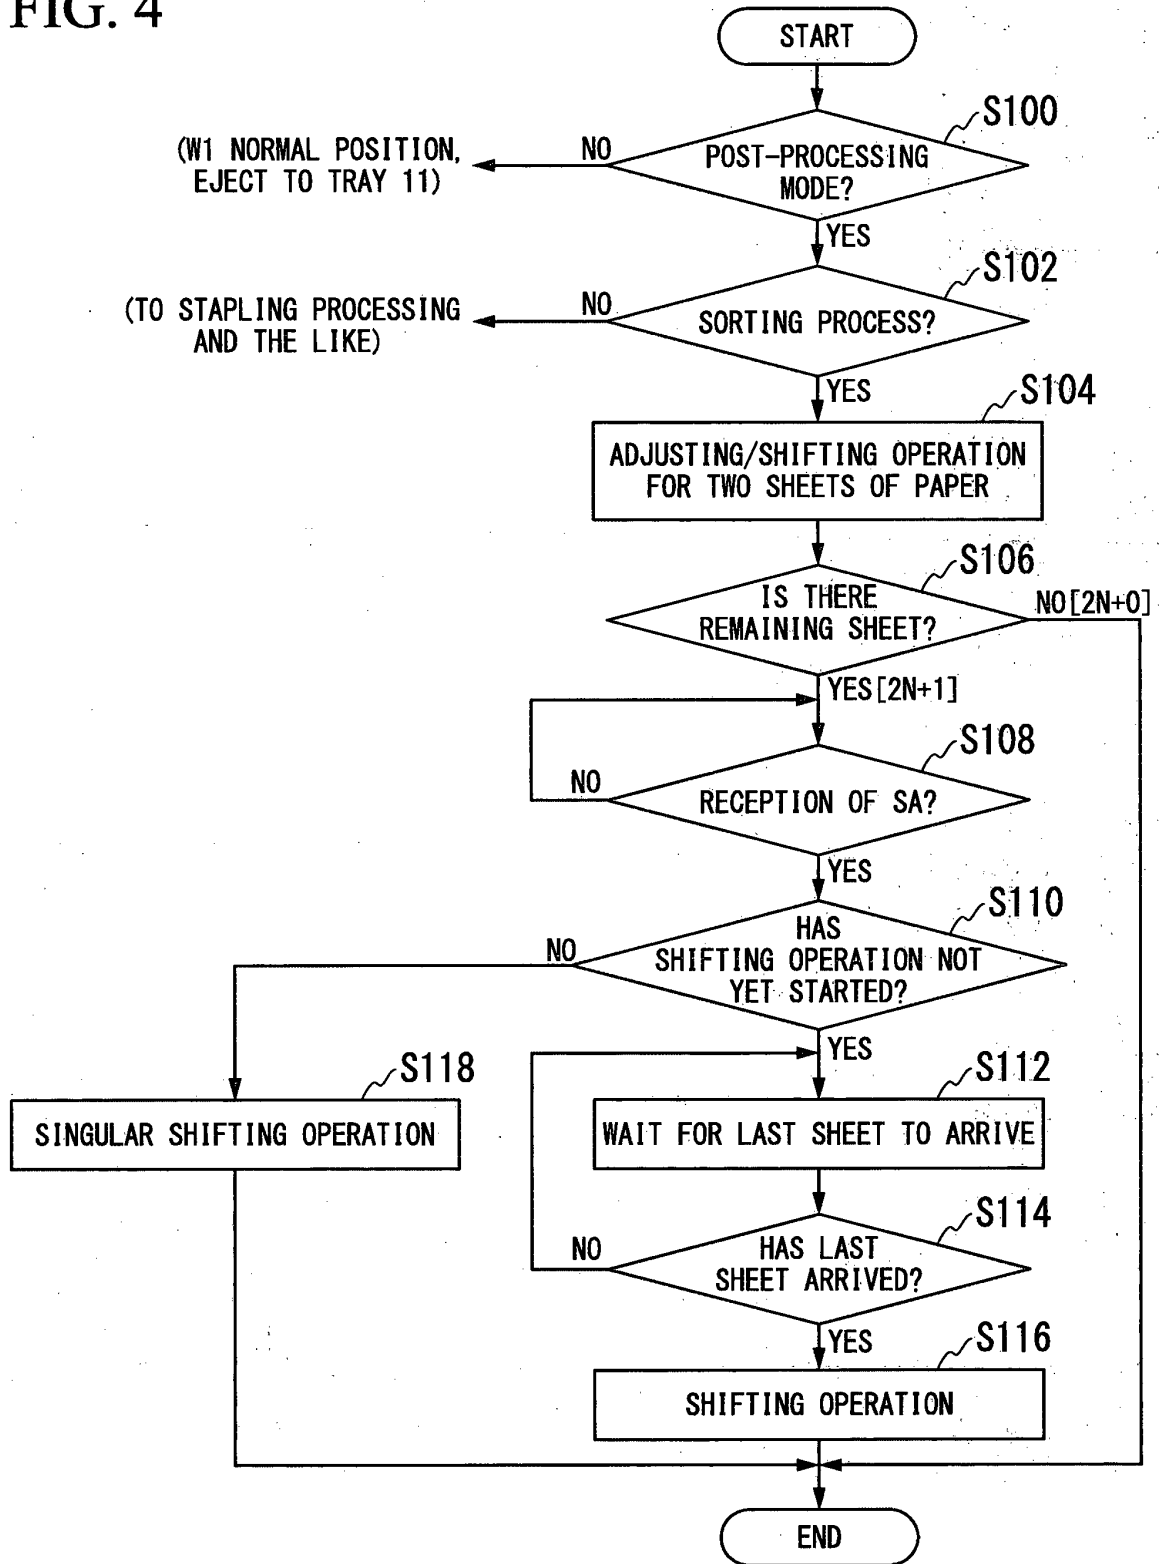 FIG. 4
START
S100
(W1 NORMAL POSITION,
EJECT TO TRAY 11)
NO
POST-PROCESSING
MODE?
YES
S102
(TO STAPLING PROCESSING
AND THE LIKE)
NO
SORTING PROCESS?
YES
S104
ADJUSTING/SHIFTING OPERATION
FOR TWO SHEETS OF PAPER
S106
IS THERE
REMAINING SHEET?
NO[2N+0]
YES[2N+1]
S108
NO
RECEPTION OF SA?
YES
S110
NO
HAS
SHIFTING OPERATION NOT
YET STARTED?
YES
S118
SINGULAR SHIFTING OPERATION
S112
WAIT FOR LAST SHEET TO ARRIVE
S114
NO
HAS LAST
SHEET ARRIVED?
YES
S116
SHIFTING OPERATION
END